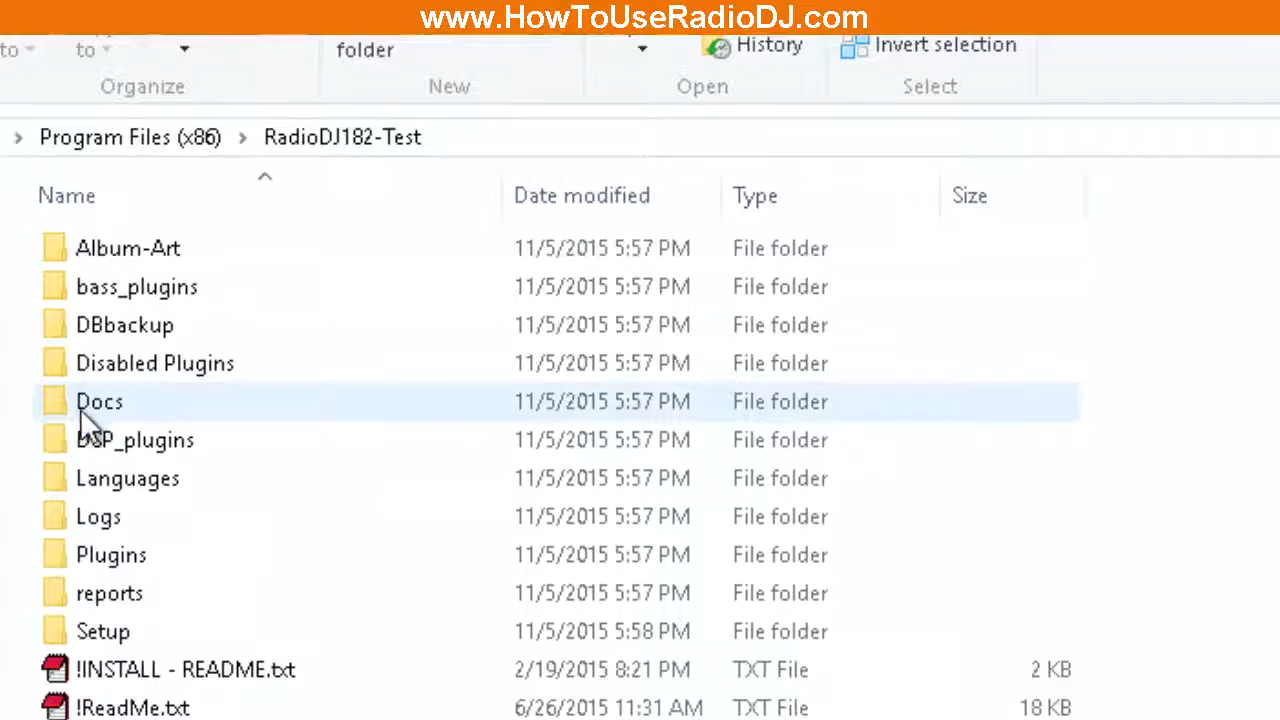 www.HowToUseRadioDJ.com
to to folder History Invert selection
Organize New Open Select
Program Files (x86) RadioDJ182-Test
Name Date modified Type Size
Album-Art 11/5/2015 5:57 PM File folder
bass_plugins 11/5/2015 5:57 PM File folder
DBbackup 11/5/2015 5:57 PM File folder
Disabled Plugins 11/5/2015 5:57 PM File folder
Docs 11/5/2015 5:57 PM File folder
DSP_plugins 11/5/2015 5:57 PM File folder
Languages 11/5/2015 5:57 PM File folder
Logs 11/5/2015 5:57 PM File folder
Plugins 11/5/2015 5:57 PM File folder
reports 11/5/2015 5:57 PM File folder
Setup 11/5/2015 5:58 PM File folder
!INSTALL - README.txt 2/19/2015 8:21 PM TXT File 2 KB
!ReadMe.txt 6/26/2015 11:31 AM TXT File 18 KB